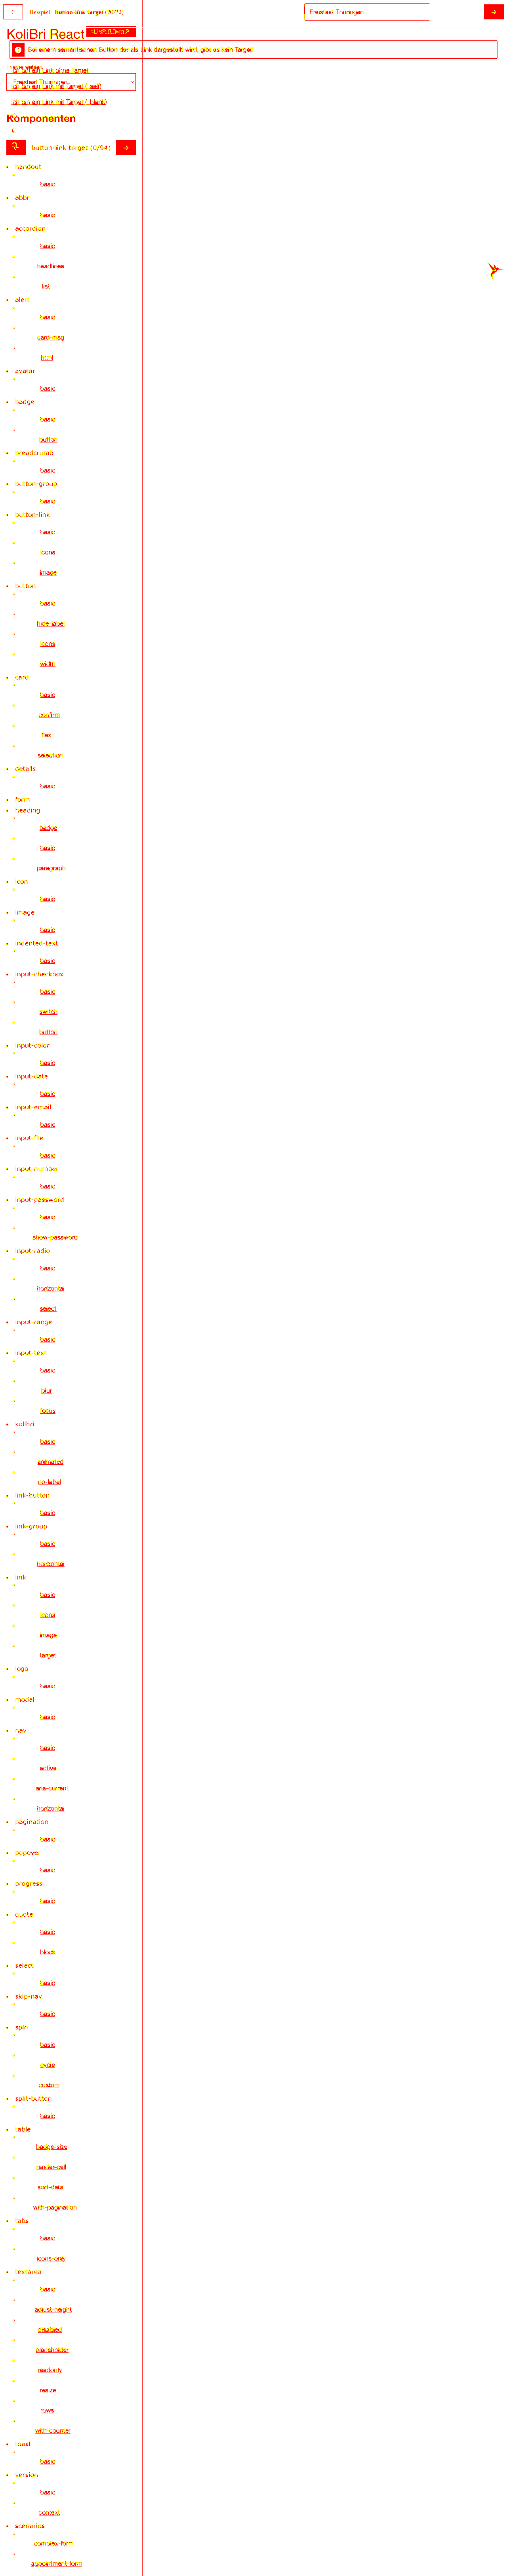 Beispiel button-link target
Freistaat Thüringen
KoliBri React
Bei einem semantischen Button der als Link dargestellt wird, gibt es kein Target!
Ich bin ein Link ohne Target
Freistaat Thüringen
Ich bin ein Link mit Target (_self)
Ich bin ein Link mit Target (_blank)
Komponenten
button-link target (0/94)
handout
basic
abbr
basic
accordion
basic
headlines
list
alert
basic
card-msg
html
avatar
basic
badge
basic
button
breadcrumb
basic
button-group
basic
button-link
basic
icons
image
button
basic
hide-label
icons
width
card
basic
confirm
flex
selection
details
basic
form
heading
badge
basic
paragraph
icon
basic
image
basic
indented-text
basic
input-checkbox
basic
switch
button
input-color
basic
input-date
basic
input-email
basic
input-file
basic
input-number
basic
input-password
basic
show-password
input-radio
basic
horizontal
select
input-range
basic
input-text
basic
blur
focus
kolibri
basic
animated
no-label
link-button
basic
link-group
basic
horizontal
link
basic
icons
image
target
logo
basic
modal
basic
nav
basic
active
aria-current
horizontal
pagination
basic
popover
basic
progress
basic
quote
basic
block
select
basic
skip-nav
basic
spin
basic
cycle
custom
split-button
basic
table
badge-size
render-cell
sort-data
with-pagination
tabs
basic
icons-only
textarea
basic
adjust-height
disabled
placeholder
readonly
resize
rows
with-counter
toast
basic
version
basic
context
scenarios
complex-form
appointment-form